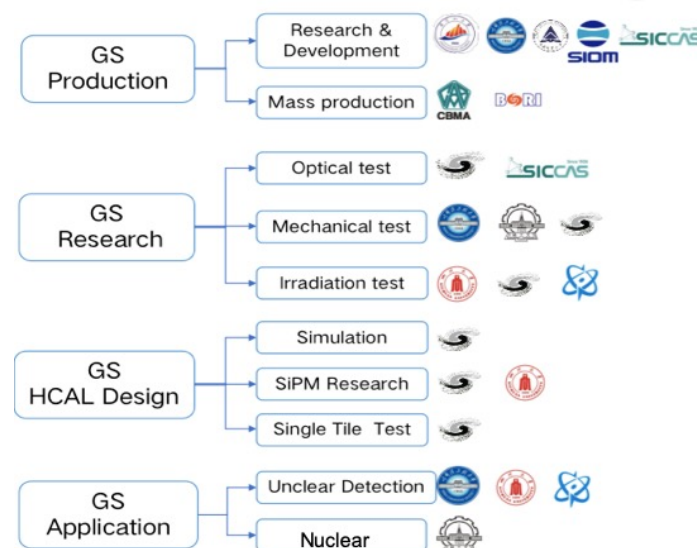 GS
Production
Research &
Development
SIOM
SICCAS
Mass production
CBMA
BORI
GS
Research
Optical test
SICCAS
Mechanical test
Irradiation test
GS
HCAL Design
Simulation
SiPM Research
Single Tile Test
GS
Application
Unclear Detection
Nuclear